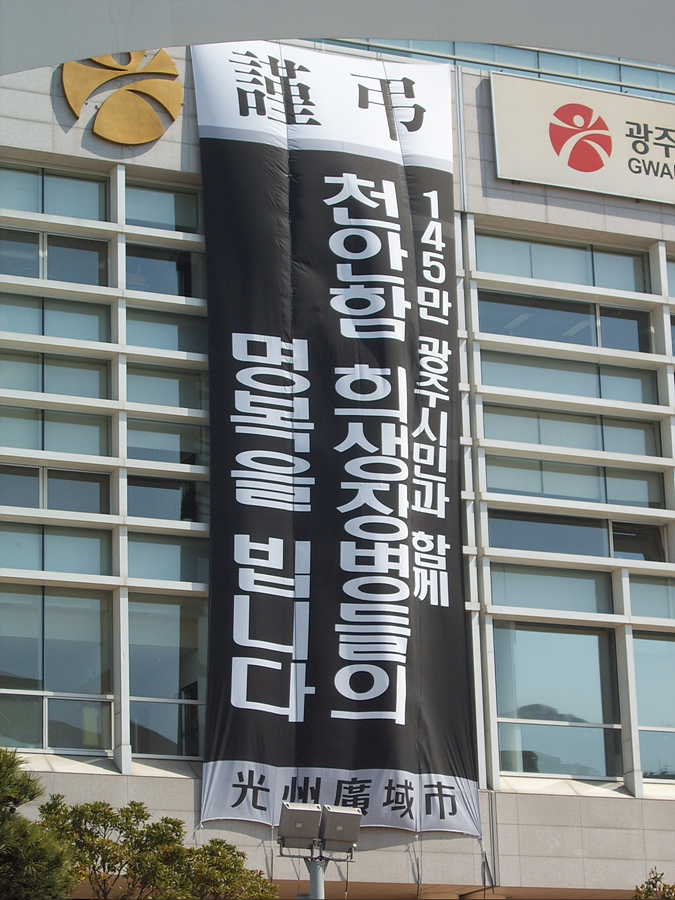 謹 弔
145만 광주시민과 함께
천안함 희생장병들의
명복을 빕니다
光州廣域市
광주
GWA